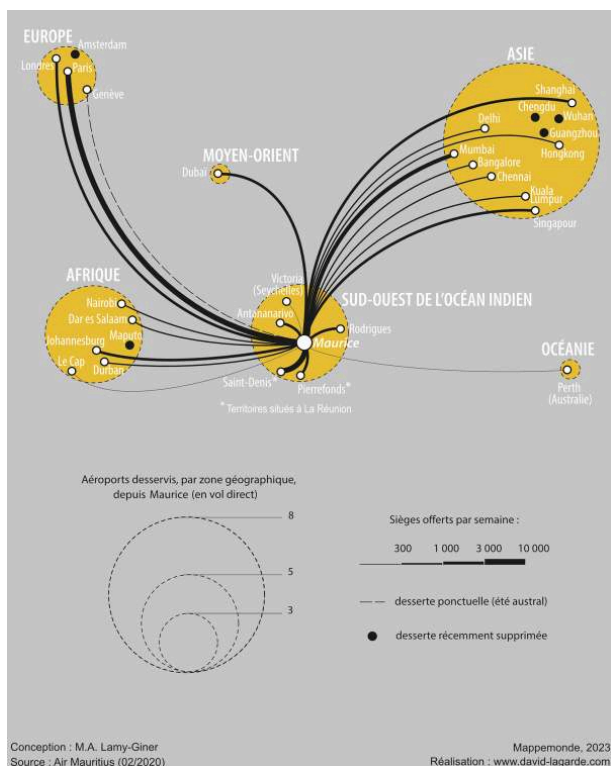 EUROPE
Amsterdam
Londres
Paris
Genève
ASIE
Shanghai
Chengdu
Wuhan
Delhi
Guangzhou
Mumbai
Hongkong
Bangalore
Chennai
Kuala
Lumpur
Singapour
MOYEN-ORIENT
Dubaï
AFRIQUE
Nairobi
Dar es Salaam
Johannesburg
Maputo
Le Cap
Durban
SUD-OUEST DE L'OCÉAN INDIEN
Victoria
(Seychelles)
Antananarivo
Rodrigues
Maurice
Saint-Denis*
Pierrefonds*
* Territoires situés à La Réunion
OCÉANIE
Perth
(Australie)
Aéroports desservis, par zone géographique,
depuis Maurice (en vol direct)
8
5
3
Sièges offerts par semaine :
300 1 000 3 000 10 000
desserte ponctuelle (été austral)
desserte récemment supprimée
Conception : M.A. Lamy-Giner
Source : Air Mauritius (02/2020)
Mappemonde, 2023
Réalisation : www.david-lagarde.com